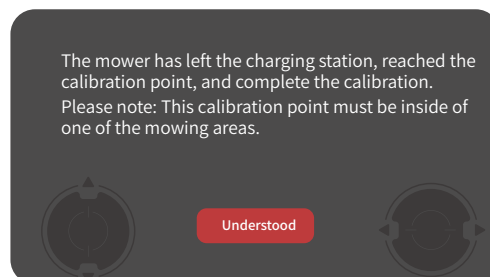 The mower has left the charging station, reached the
calibration point, and complete the calibration.
Please note: This calibration point must be inside of
one of the mowing areas.
Understood